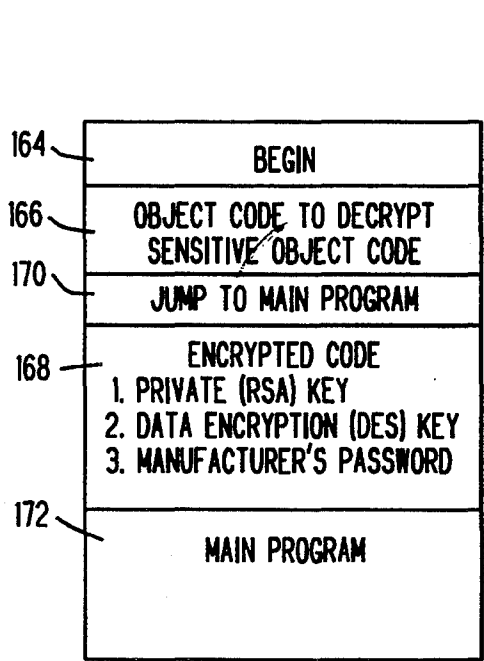 164
BEGIN
166
OBJECT CODE TO DECRYPT
SENSITIVE OBJECT CODE
170
JUMP TO MAIN PROGRAM
168
ENCRYPTED CODE
1. PRIVATE (RSA) KEY
2. DATA ENCRYPTION (DES) KEY
3. MANUFACTURER'S PASSWORD
172
MAIN PROGRAM